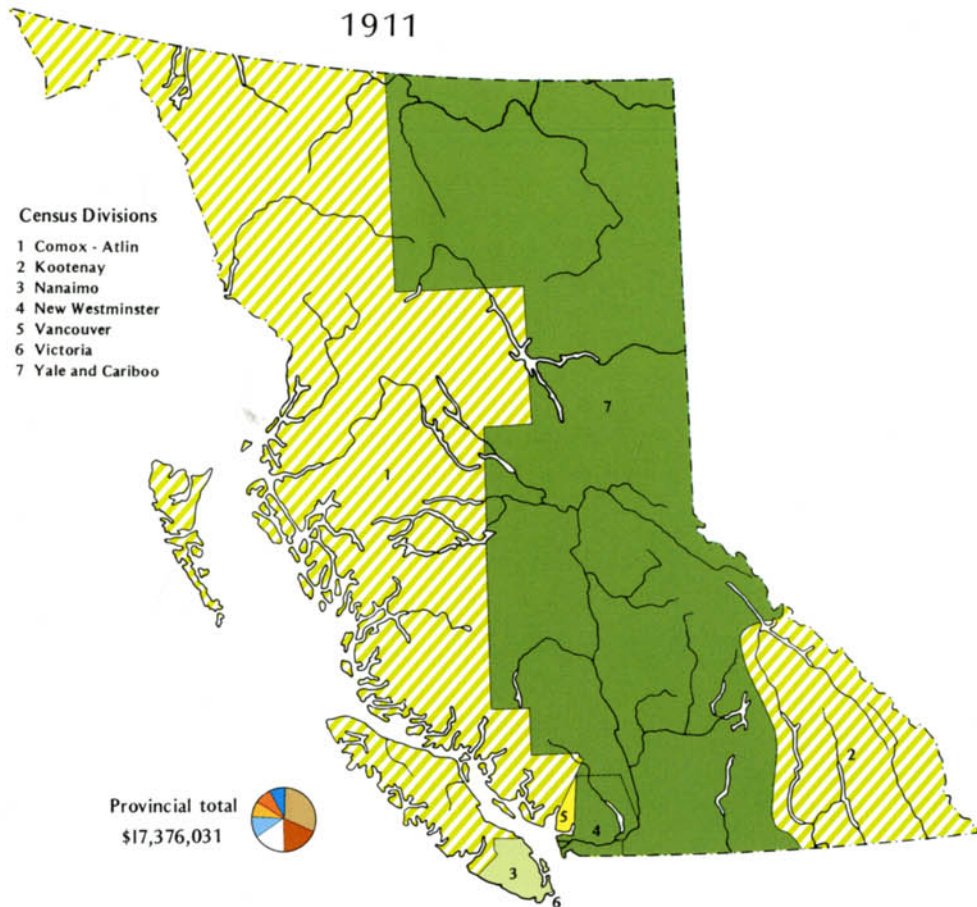 1911
Census Divisions
1 Comox - Atlin
2 Kootenay
3 Nanaimo
4 New Westminster
5 Vancouver
6 Victoria
7 Yale and Cariboo
7
1
2
5
4
3
6
Provincial total
$17,376,031